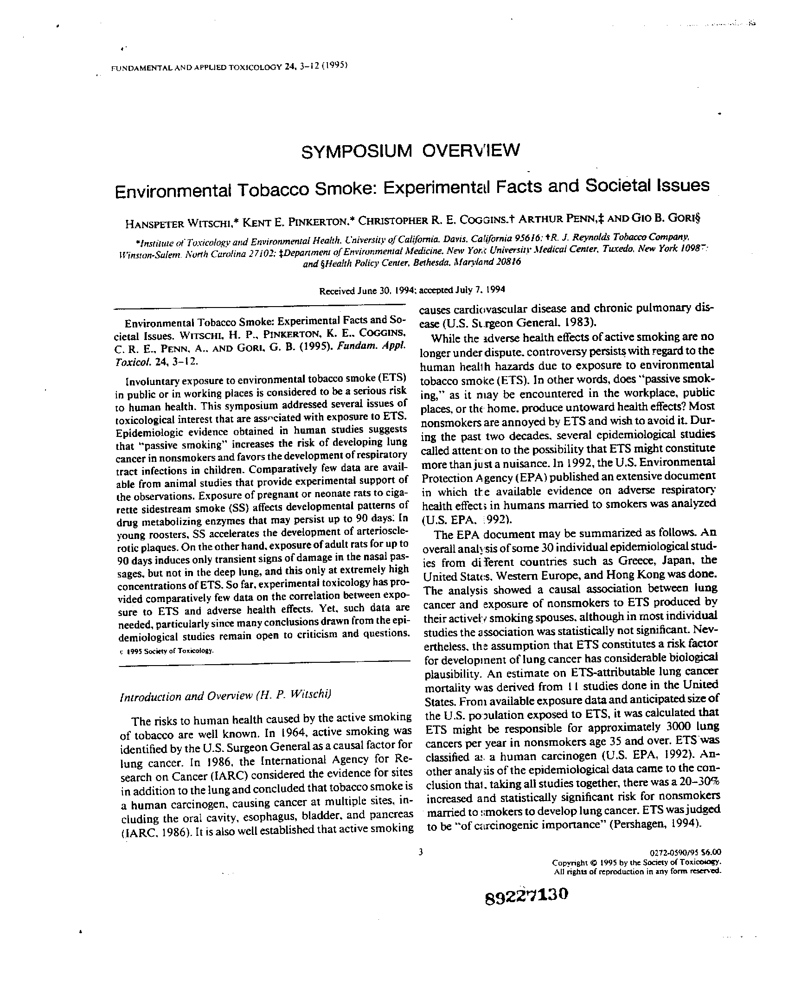 FUNDAMENTAL AND APPLIED TOXICOLOGY 24, 3–12 (1995)
SYMPOSIUM OVERVIEW
Environmental Tobacco Smoke: Experimental Facts and Societal Issues
HANSPETER WITSCHI,* KENT E. PINKERTON,* CHRISTOPHER R. E. COGGINS,† ARTHUR PENN,‡ AND GIO B. GORI§
*Institute of Toxicology and Environmental Health, University of California, Davis, California 95616; †R. J. Reynolds Tobacco Company,
Winston-Salem, North Carolina 27102; ‡Department of Environmental Medicine, New York University Medical Center, Tuxedo, New York 10987;
and §Health Policy Center, Bethesda, Maryland 20816
Received June 30, 1994; accepted July 7, 1994
Environmental Tobacco Smoke: Experimental Facts and So-
cietal Issues. WITSCHI, H. P., PINKERTON, K. E., COGGINS,
C. R. E., PENN, A., AND GORI, G. B. (1995). Fundam. Appl.
Toxicol. 24, 3–12.
Involuntary exposure to environmental tobacco smoke (ETS)
in public or in working places is considered to be a serious risk
to human health. This symposium addressed several issues of
toxicological interest that are associated with exposure to ETS.
Epidemiologic evidence obtained in human studies suggests
that "passive smoking" increases the risk of developing lung
cancer in nonsmokers and favors the development of respiratory
tract infections in children. Comparatively few data are avail-
able from animal studies that provide experimental support of
the observations. Exposure of pregnant or neonate rats to ciga-
rette sidestream smoke (SS) affects developmental patterns of
drug metabolizing enzymes that may persist up to 90 days. In
young roosters, SS accelerates the development of arterioscle-
rotic plaques. On the other hand, exposure of adult rats for up to
90 days induces only transient signs of damage in the nasal pas-
sages, but not in the deep lung, and this only at extremely high
concentrations of ETS. So far, experimental toxicology has pro-
vided comparatively few data on the correlation between expo-
sure to ETS and adverse health effects. Yet, such data are
needed, particularly since many conclusions drawn from the epi-
demiological studies remain open to criticism and questions.
© 1995 Society of Toxicology.
Introduction and Overview (H. P. Witschi)
The risks to human health caused by the active smoking
of tobacco are well known. In 1964, active smoking was
identified by the U.S. Surgeon General as a causal factor for
lung cancer. In 1986, the International Agency for Re-
search on Cancer (IARC) considered the evidence for sites
in addition to the lung and concluded that tobacco smoke is
a human carcinogen, causing cancer at multiple sites, in-
cluding the oral cavity, esophagus, bladder, and pancreas
(IARC, 1986). It is also well established that active smoking
causes cardiovascular disease and chronic pulmonary dis-
ease (U.S. Surgeon General, 1983).
While the adverse health effects of active smoking are no
longer under dispute, controversy persists with regard to the
human health hazards due to exposure to environmental
tobacco smoke (ETS). In other words, does "passive smok-
ing," as it may be encountered in the workplace, public
places, or the home, produce untoward health effects? Most
nonsmokers are annoyed by ETS and wish to avoid it. Dur-
ing the past two decades, several epidemiological studies
called attention to the possibility that ETS might constitute
more than just a nuisance. In 1992, the U.S. Environmental
Protection Agency (EPA) published an extensive document
in which the available evidence on adverse respiratory
health effects in humans married to smokers was analyzed
(U.S. EPA, 1992).
The EPA document may be summarized as follows. An
overall analysis of some 30 individual epidemiological stud-
ies from different countries such as Greece, Japan, the
United States, Western Europe, and Hong Kong was done.
The analysis showed a causal association between lung
cancer and exposure of nonsmokers to ETS produced by
their actively smoking spouses, although in most individual
studies the association was statistically not significant. Nev-
ertheless, the assumption that ETS constitutes a risk factor
for development of lung cancer has considerable biological
plausibility. An estimate on ETS-attributable lung cancer
mortality was derived from 11 studies done in the United
States. From available exposure data and anticipated size of
the U.S. population exposed to ETS, it was calculated that
ETS might be responsible for approximately 3000 lung
cancers per year in nonsmokers age 35 and over. ETS was
classified as a human carcinogen (U.S. EPA, 1992). An-
other analysis of the epidemiological data came to the con-
clusion that, taking all studies together, there was a 20–30%
increased and statistically significant risk for nonsmokers
married to smokers to develop lung cancer. ETS was judged
to be "of carcinogenic importance" (Pershagen, 1994).
3
0272-0590/95 $6.00
Copyright © 1995 by the Society of Toxicology.
All rights of reproduction in any form reserved.
89227130